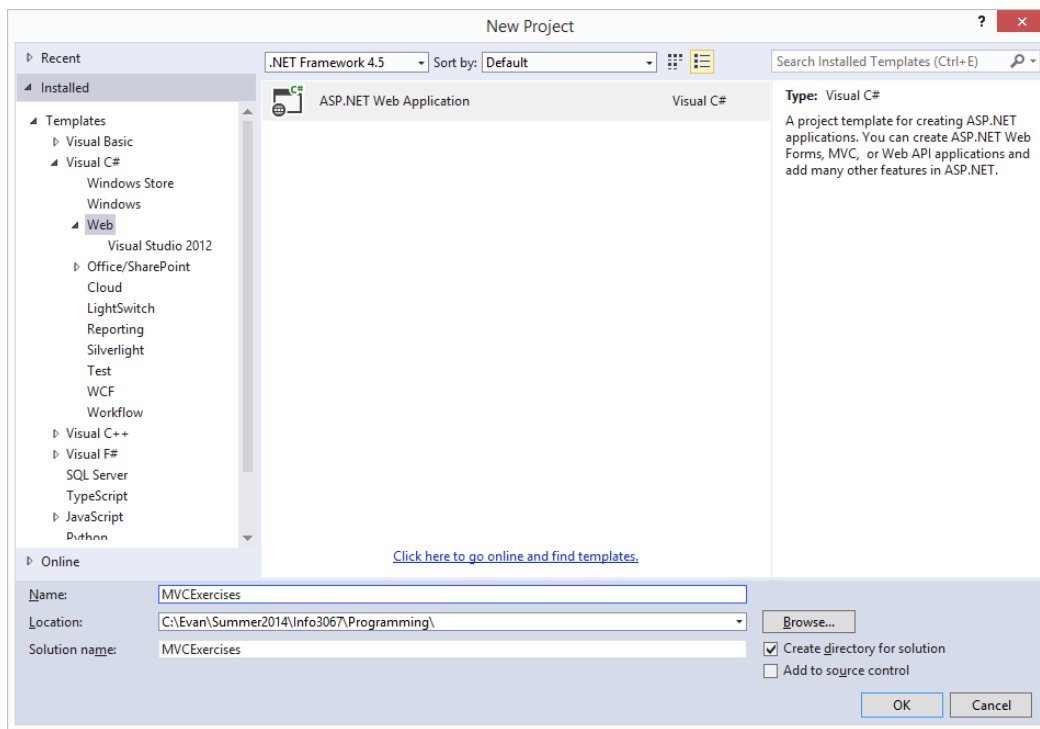 New Project
?
Recent
.NET Framework 4.5 Sort by: Default
Search Installed Templates (Ctrl+E)
Installed
Templates
Visual Basic
Visual C#
Windows Store
Windows
Web
Visual Studio 2012
Office/SharePoint
Cloud
LightSwitch
Reporting
Silverlight
Test
WCF
Workflow
Visual C++
Visual F#
SQL Server
TypeScript
JavaScript
Python
Online
C#
ASP.NET Web Application Visual C#
Click here to go online and find templates.
Type: Visual C#
A project template for creating ASP.NET
applications. You can create ASP.NET Web
Forms, MVC, or Web API applications and
add many other features in ASP.NET.
Name: MVCExercises
Location: C:\Evan\Summer2014\Info3067\Programming\
Browse...
Solution name: MVCExercises
Create directory for solution
Add to source control
OK Cancel